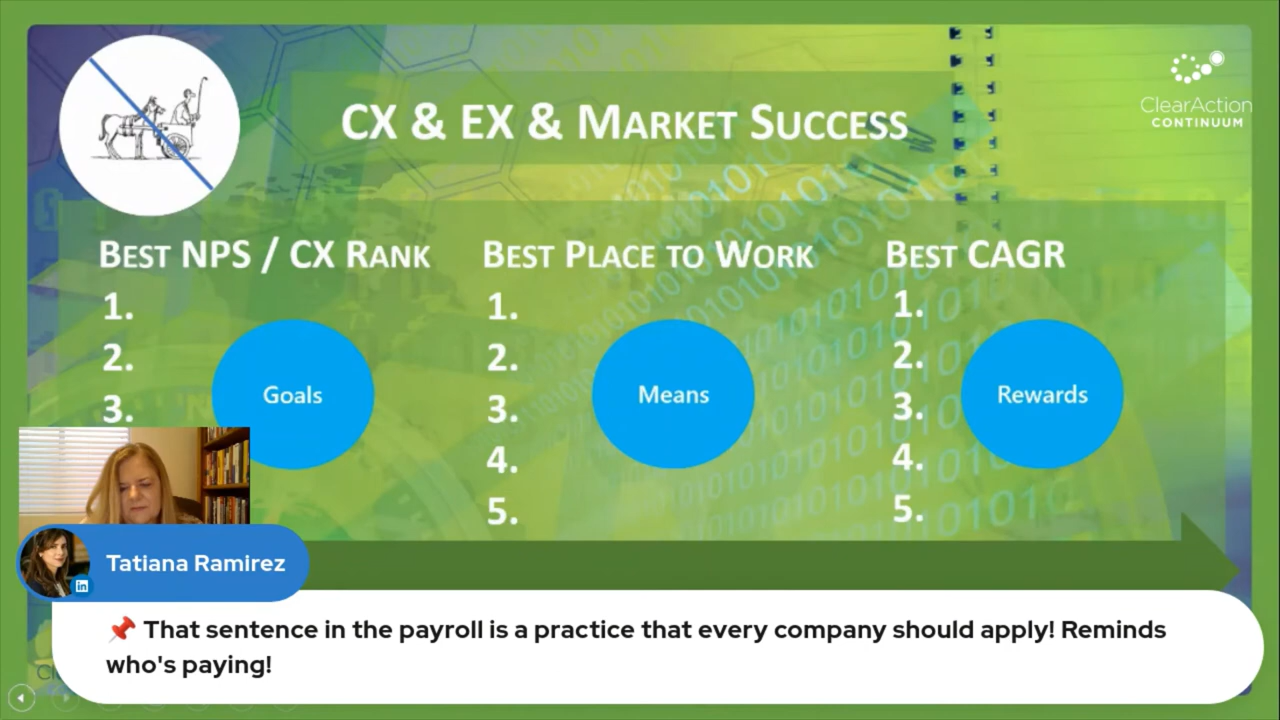 ClearAction
CONTINUUM
CX & EX & MARKET SUCCESS
BEST NPS / CX RANK
1.
2.
3.
Goals
BEST PLACE TO WORK
1.
2.
3.
4.
5.
Means
BEST CAGR
1.
2.
3.
4.
5.
Rewards
Tatiana Ramirez
in
📌 That sentence in the payroll is a practice that every company should apply! Reminds
who's paying!